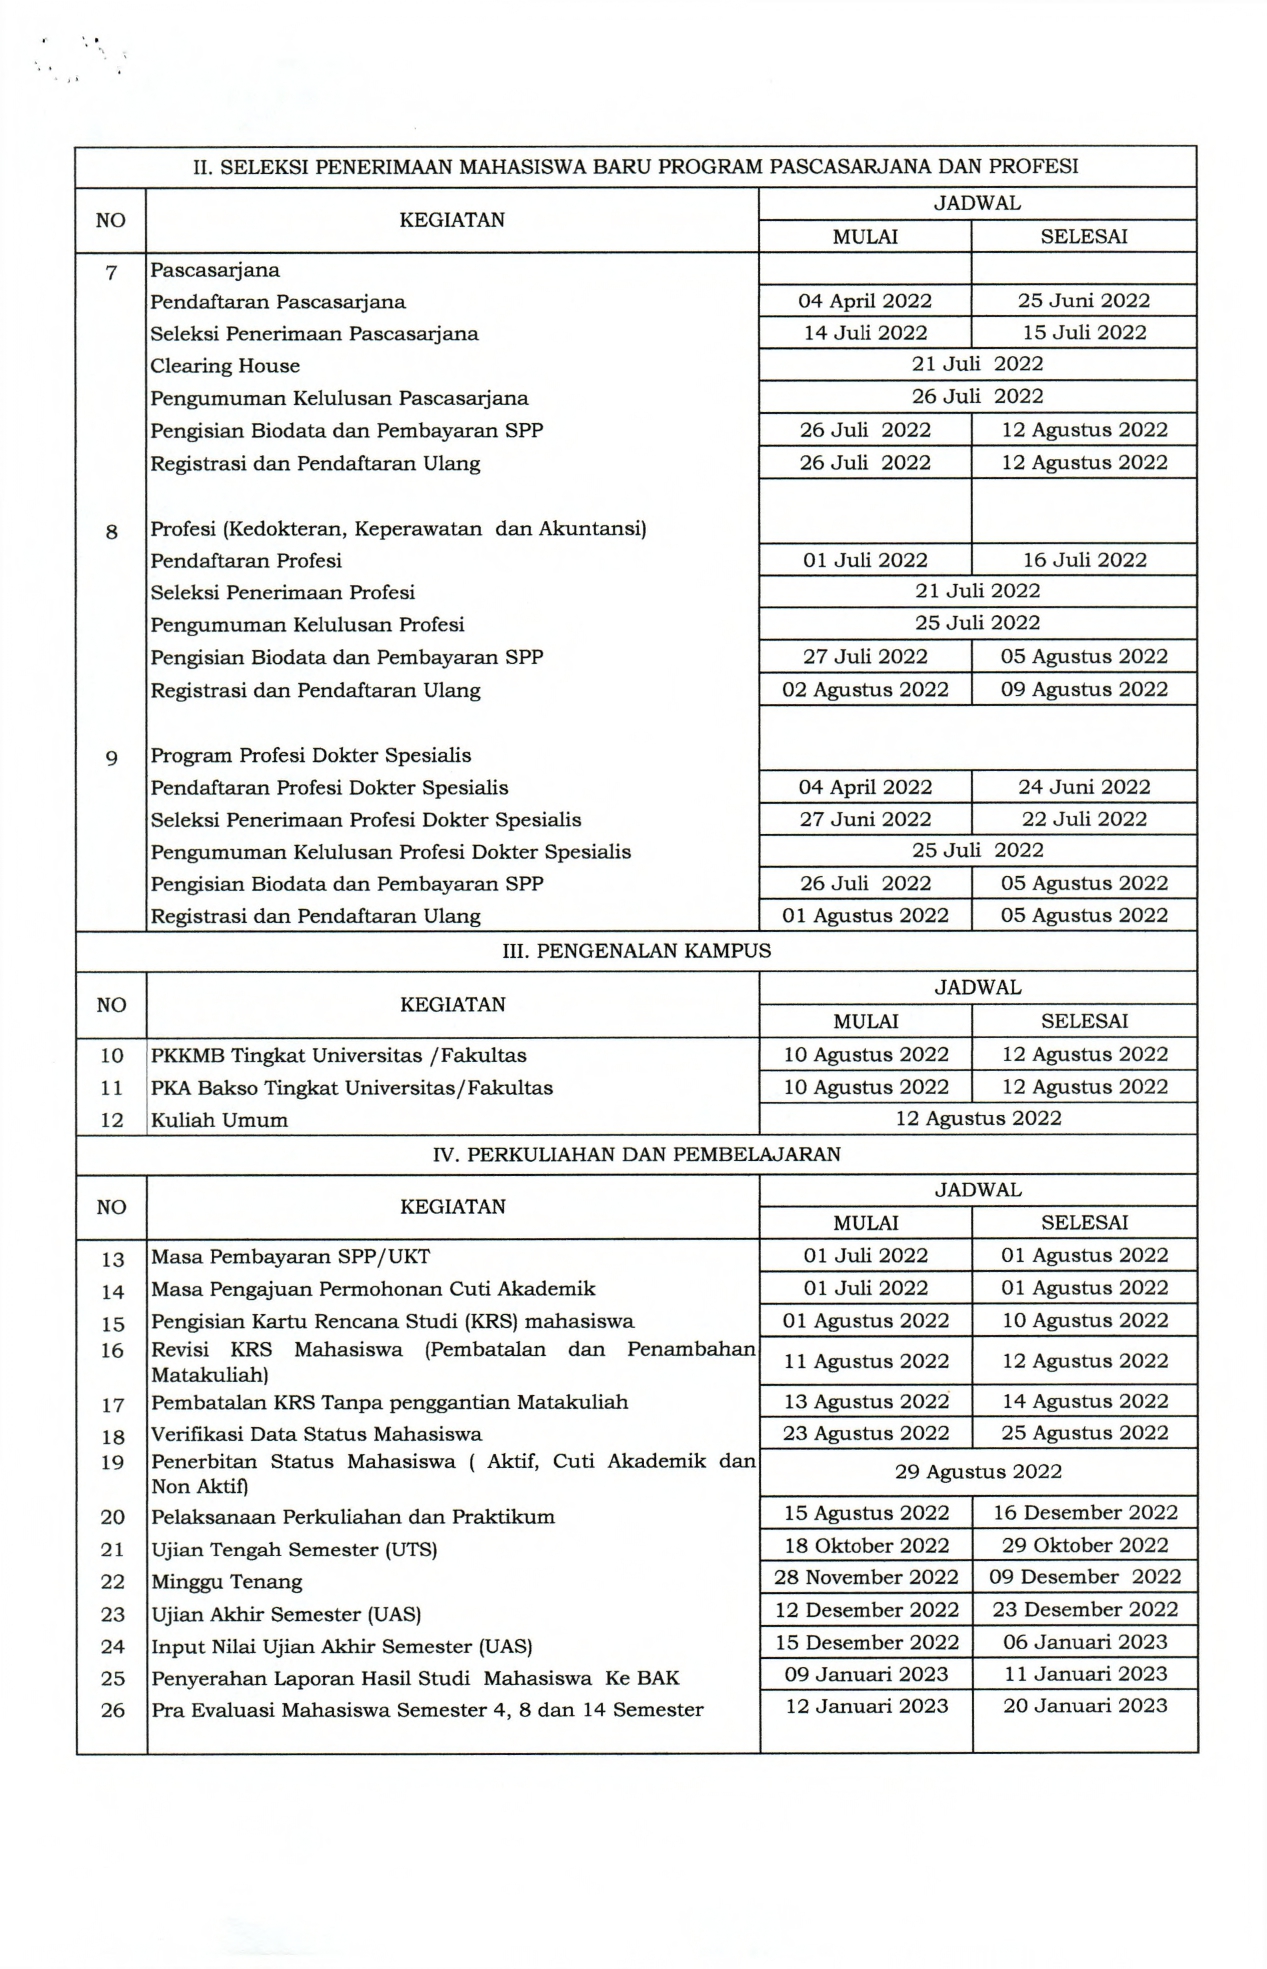 II. SELEKSI PENERIMAAN MAHASISWA BARU PROGRAM PASCASARJANA DAN PROFESI
NO KEGIATAN JADWAL
MULAI SELESAI
7 Pascasarjana
Pendaftaran Pascasarjana 04 April 2022 25 Juni 2022
Seleksi Penerimaan Pascasarjana 14 Juli 2022 15 Juli 2022
Clearing House 21 Juli 2022
Pengumuman Kelulusan Pascasarjana 26 Juli 2022
Pengisian Biodata dan Pembayaran SPP 26 Juli 2022 12 Agustus 2022
Registrasi dan Pendaftaran Ulang 26 Juli 2022 12 Agustus 2022
8 Profesi (Kedokteran, Keperawatan dan Akuntansi)
Pendaftaran Profesi 01 Juli 2022 16 Juli 2022
Seleksi Penerimaan Profesi 21 Juli 2022
Pengumuman Kelulusan Profesi 25 Juli 2022
Pengisian Biodata dan Pembayaran SPP 27 Juli 2022 05 Agustus 2022
Registrasi dan Pendaftaran Ulang 02 Agustus 2022 09 Agustus 2022
9 Program Profesi Dokter Spesialis
Pendaftaran Profesi Dokter Spesialis 04 April 2022 24 Juni 2022
Seleksi Penerimaan Profesi Dokter Spesialis 27 Juni 2022 22 Juli 2022
Pengumuman Kelulusan Profesi Dokter Spesialis 25 Juli 2022
Pengisian Biodata dan Pembayaran SPP 26 Juli 2022 05 Agustus 2022
Registrasi dan Pendaftaran Ulang 01 Agustus 2022 05 Agustus 2022
III. PENGENALAN KAMPUS
NO KEGIATAN JADWAL
MULAI SELESAI
10 PKKMB Tingkat Universitas /Fakultas 10 Agustus 2022 12 Agustus 2022
11 PKA Bakso Tingkat Universitas/Fakultas 10 Agustus 2022 12 Agustus 2022
12 Kuliah Umum 12 Agustus 2022
IV. PERKULIAHAN DAN PEMBELAJARAN
NO KEGIATAN JADWAL
MULAI SELESAI
13 Masa Pembayaran SPP/UKT 01 Juli 2022 01 Agustus 2022
14 Masa Pengajuan Permohonan Cuti Akademik 01 Juli 2022 01 Agustus 2022
15 Pengisian Kartu Rencana Studi (KRS) mahasiswa 01 Agustus 2022 10 Agustus 2022
16 Revisi KRS Mahasiswa (Pembatalan dan Penambahan
Matakuliah) 11 Agustus 2022 12 Agustus 2022
17 Pembatalan KRS Tanpa penggantian Matakuliah 13 Agustus 2022 14 Agustus 2022
18 Verifikasi Data Status Mahasiswa 23 Agustus 2022 25 Agustus 2022
19 Penerbitan Status Mahasiswa ( Aktif, Cuti Akademik dan
Non Aktif) 29 Agustus 2022
20 Pelaksanaan Perkuliahan dan Praktikum 15 Agustus 2022 16 Desember 2022
21 Ujian Tengah Semester (UTS) 18 Oktober 2022 29 Oktober 2022
22 Minggu Tenang 28 November 2022 09 Desember 2022
23 Ujian Akhir Semester (UAS) 12 Desember 2022 23 Desember 2022
24 Input Nilai Ujian Akhir Semester (UAS) 15 Desember 2022 06 Januari 2023
25 Penyerahan Laporan Hasil Studi Mahasiswa Ke BAK 09 Januari 2023 11 Januari 2023
26 Pra Evaluasi Mahasiswa Semester 4, 8 dan 14 Semester 12 Januari 2023 20 Januari 2023